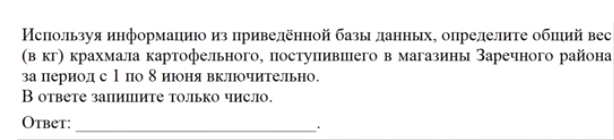 Используя информацию из приведённой базы данных, определите общий вес
(в кг) крахмала картофельного, поступившего в магазины Заречного района
за период с 1 по 8 июня включительно.
В ответе запишите только число.
Ответ: ______________________________.